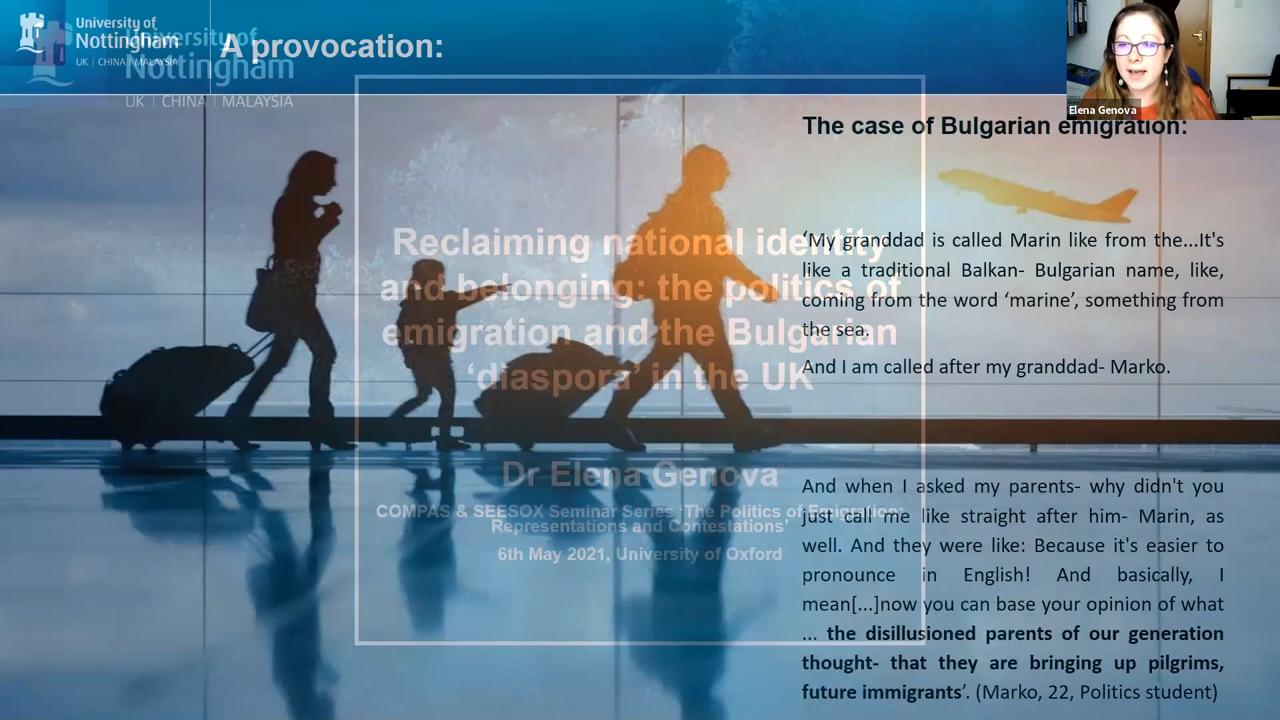 University of
Nottingham
UK | CHINA | MALAYSIA
University of
Nottingham
UK | CHINA | MALAYSIA
A provocation:
Elena Genova
The case of Bulgarian emigration:
‘My granddad is called Marin like from the...It's
like a traditional Balkan- Bulgarian name, like,
coming from the word ‘marine’, something from
the sea.
And I am called after my granddad- Marko.
And when I asked my parents- why didn't you
just call me like straight after him- Marin, as
well. And they were like: Because it's easier to
pronounce in English! And basically, I
mean[...]now you can base your opinion of what
... the disillusioned parents of our generation
thought- that they are bringing up pilgrims,
future immigrants’. (Marko, 22, Politics student)
Reclaiming national identity
and belonging: the politics of
emigration and the Bulgarian
‘diaspora’ in the UK
Dr Elena Genova
COMPAS & SEESOX Seminar Series ‘The Politics of Emigration:
Representations and Contestations’
6th May 2021, University of Oxford